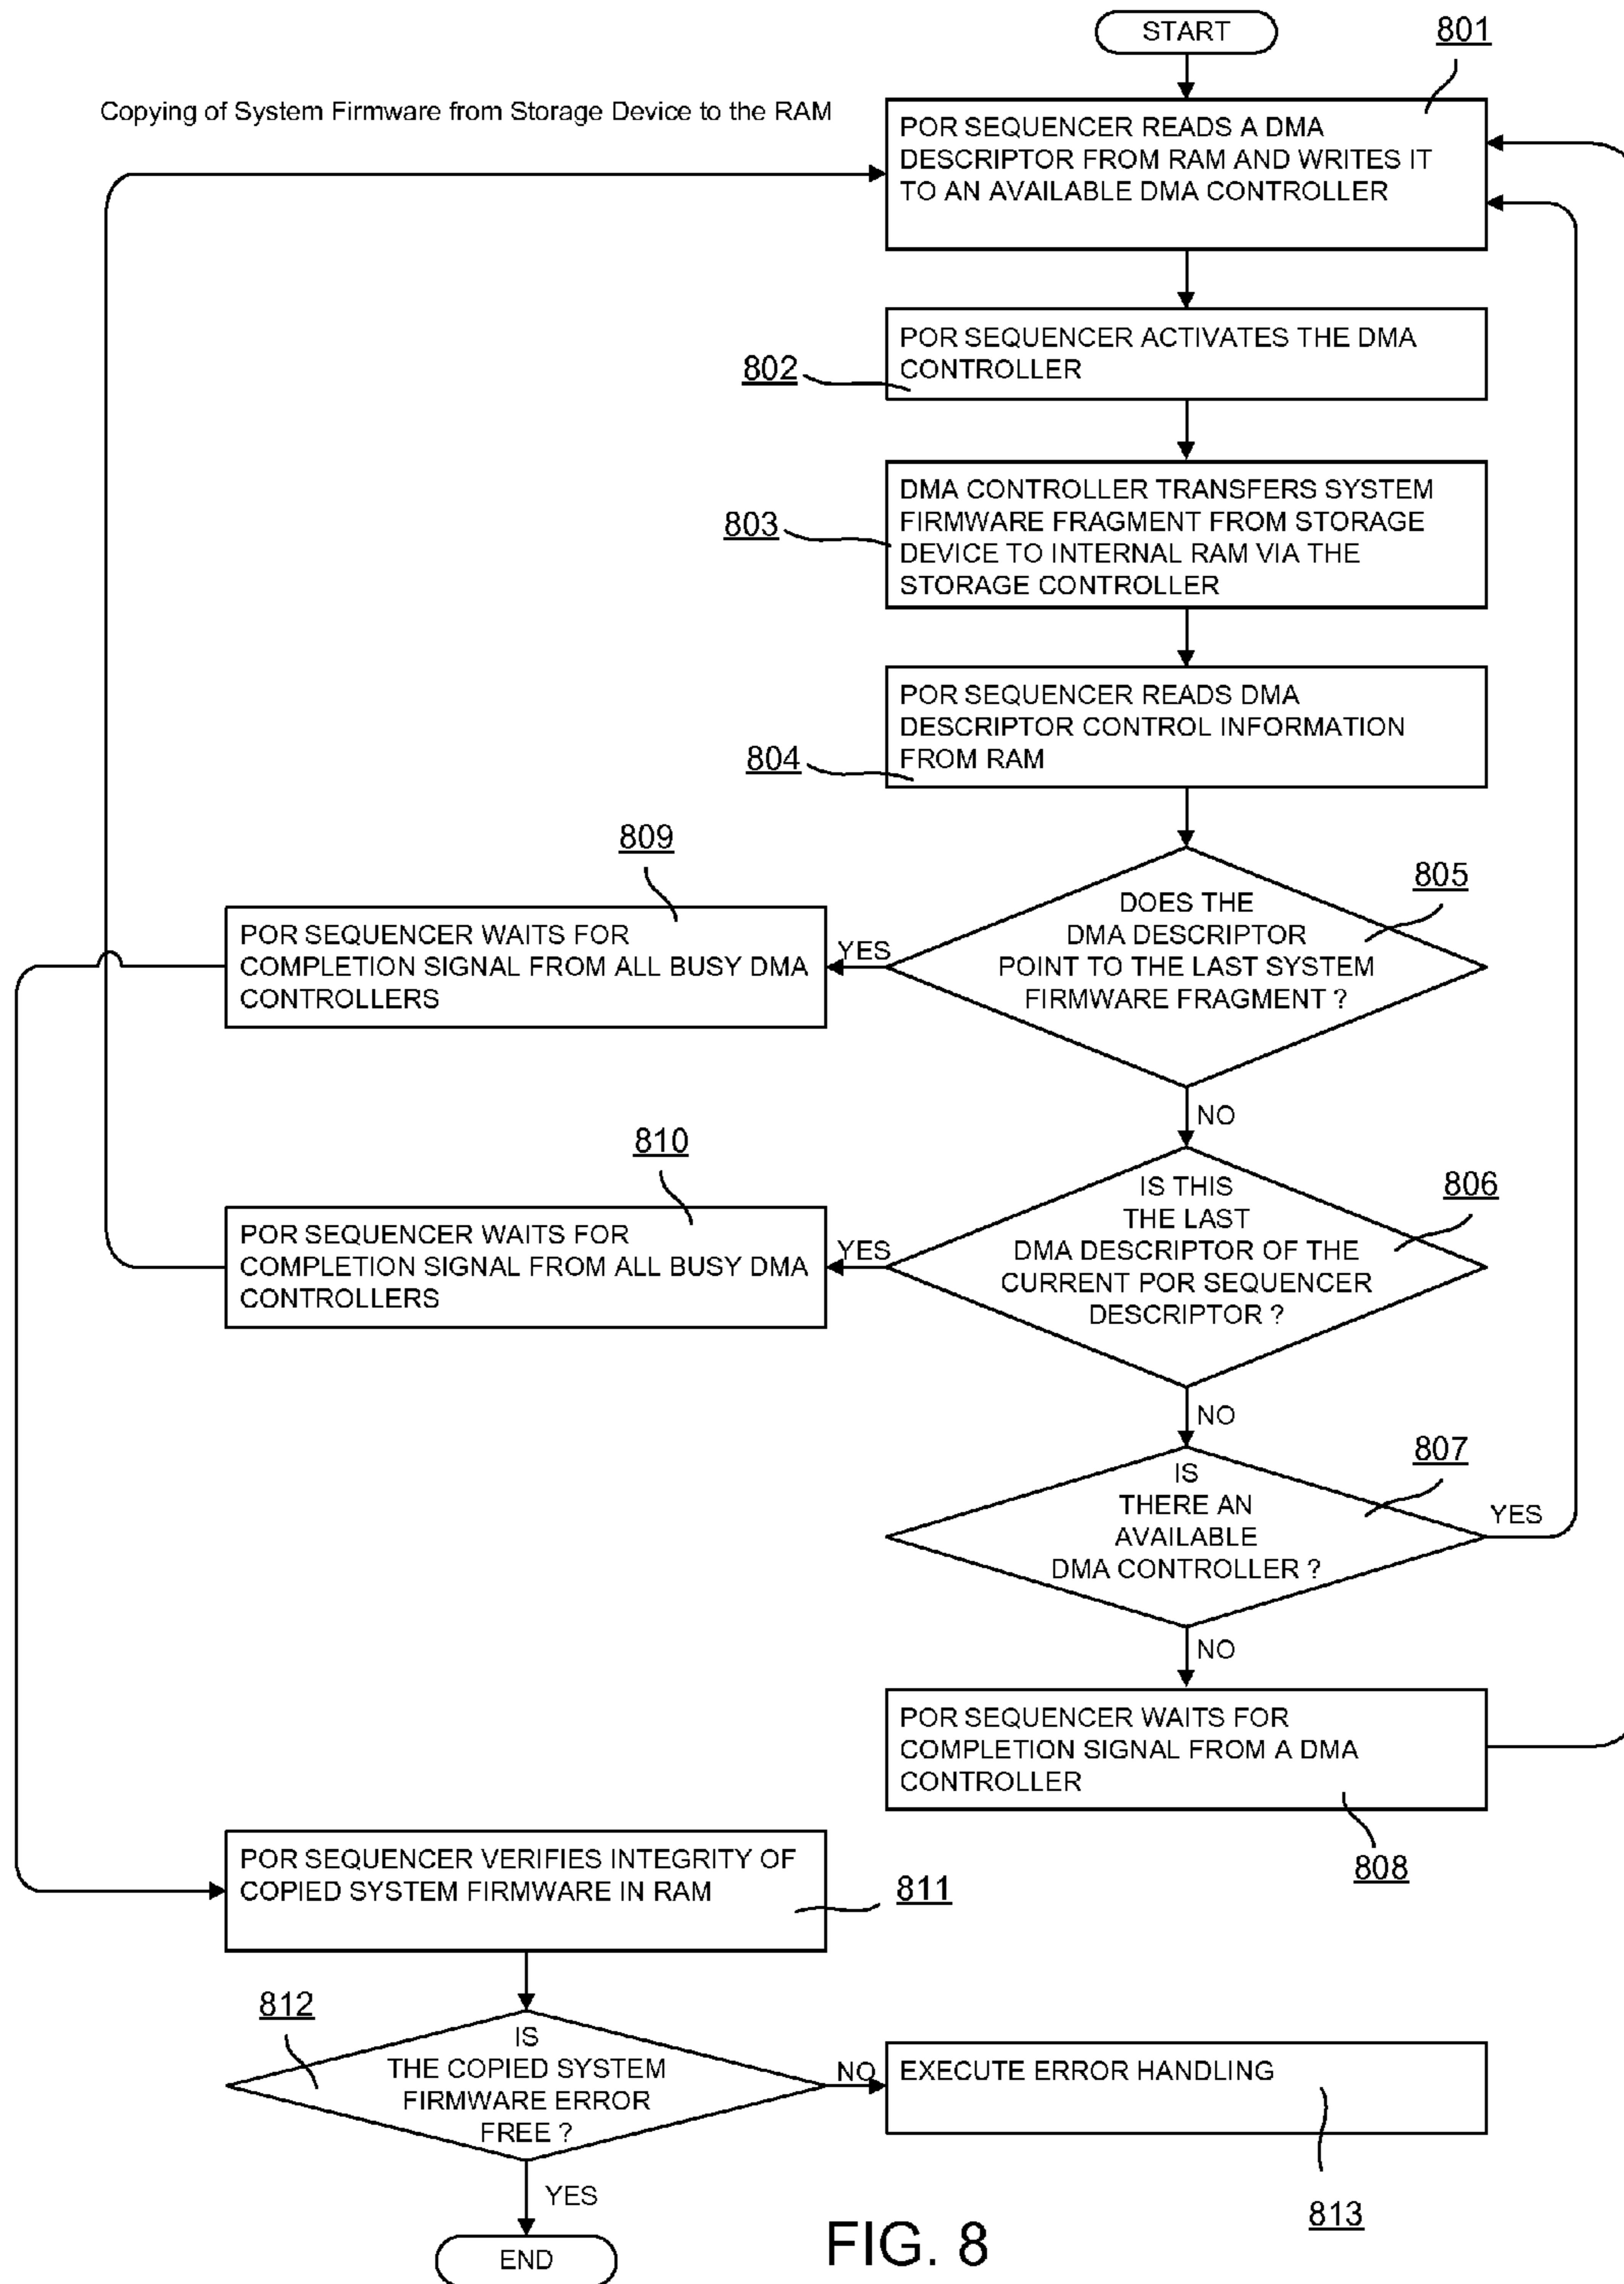 START
801
Copying of System Firmware from Storage Device to the RAM
POR SEQUENCER READS A DMA
DESCRIPTOR FROM RAM AND WRITES IT
TO AN AVAILABLE DMA CONTROLLER
POR SEQUENCER ACTIVATES THE DMA
CONTROLLER
802
DMA CONTROLLER TRANSFERS SYSTEM
FIRMWARE FRAGMENT FROM STORAGE
DEVICE TO INTERNAL RAM VIA THE
STORAGE CONTROLLER
803
POR SEQUENCER READS DMA
DESCRIPTOR CONTROL INFORMATION
FROM RAM
804
809
805
DOES THE
DMA DESCRIPTOR
POINT TO THE LAST SYSTEM
FIRMWARE FRAGMENT ?
YES
POR SEQUENCER WAITS FOR
COMPLETION SIGNAL FROM ALL BUSY DMA
CONTROLLERS
NO
810
806
IS THIS
THE LAST
DMA DESCRIPTOR OF THE
CURRENT POR SEQUENCER
DESCRIPTOR ?
YES
POR SEQUENCER WAITS FOR
COMPLETION SIGNAL FROM ALL BUSY DMA
CONTROLLERS
NO
807
IS
THERE AN
AVAILABLE
DMA CONTROLLER ?
YES
NO
POR SEQUENCER WAITS FOR
COMPLETION SIGNAL FROM A DMA
CONTROLLER
808
POR SEQUENCER VERIFIES INTEGRITY OF
COPIED SYSTEM FIRMWARE IN RAM
811
812
IS
THE COPIED SYSTEM
FIRMWARE ERROR
FREE ?
NO
EXECUTE ERROR HANDLING
813
YES
END
FIG. 8